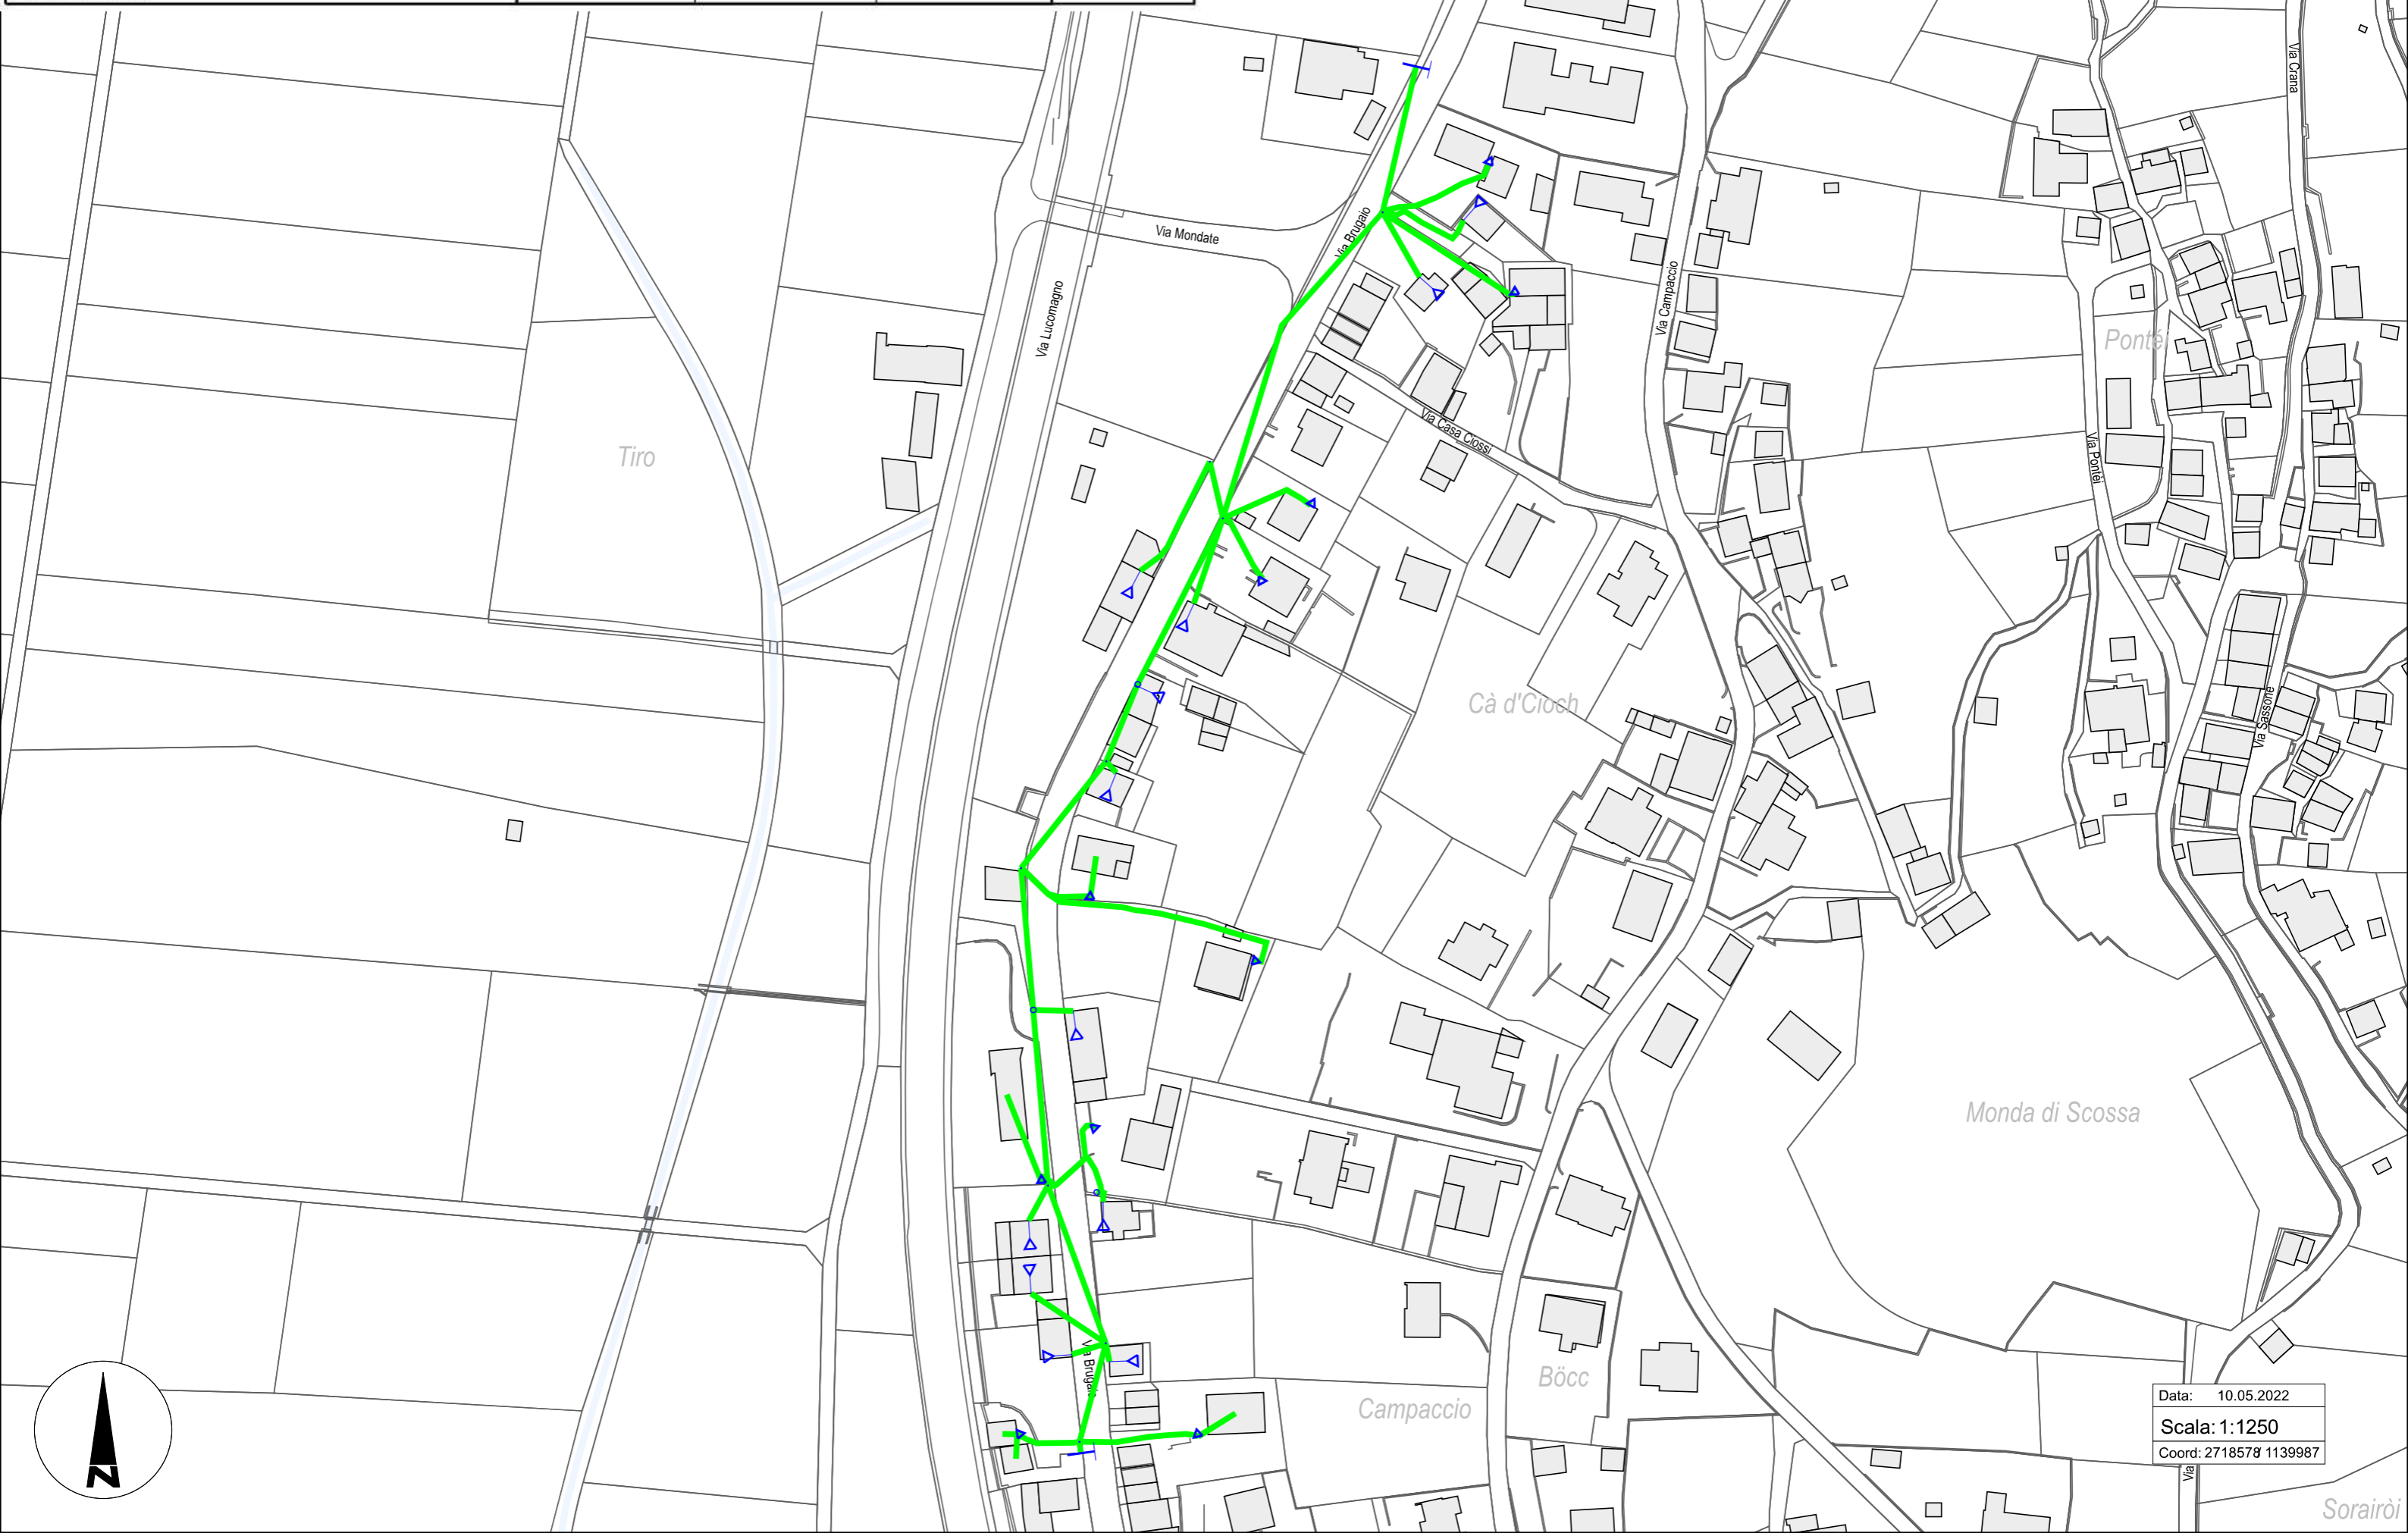 Via Crana
Via Brugaio
Via Mondate
Via Lucomagno
Via Campaccio
Pontéi
Via Casa Ciossi
Tiro
Via Pontèi
Cà d'Cioch
Via Sassone
Monda di Scossa
Via Brugaio
Böcc
Campaccio
Data: 10.05.2022
Scala: 1:1250
Coord: 2718578/ 1139987
Via
Sorairòi
N